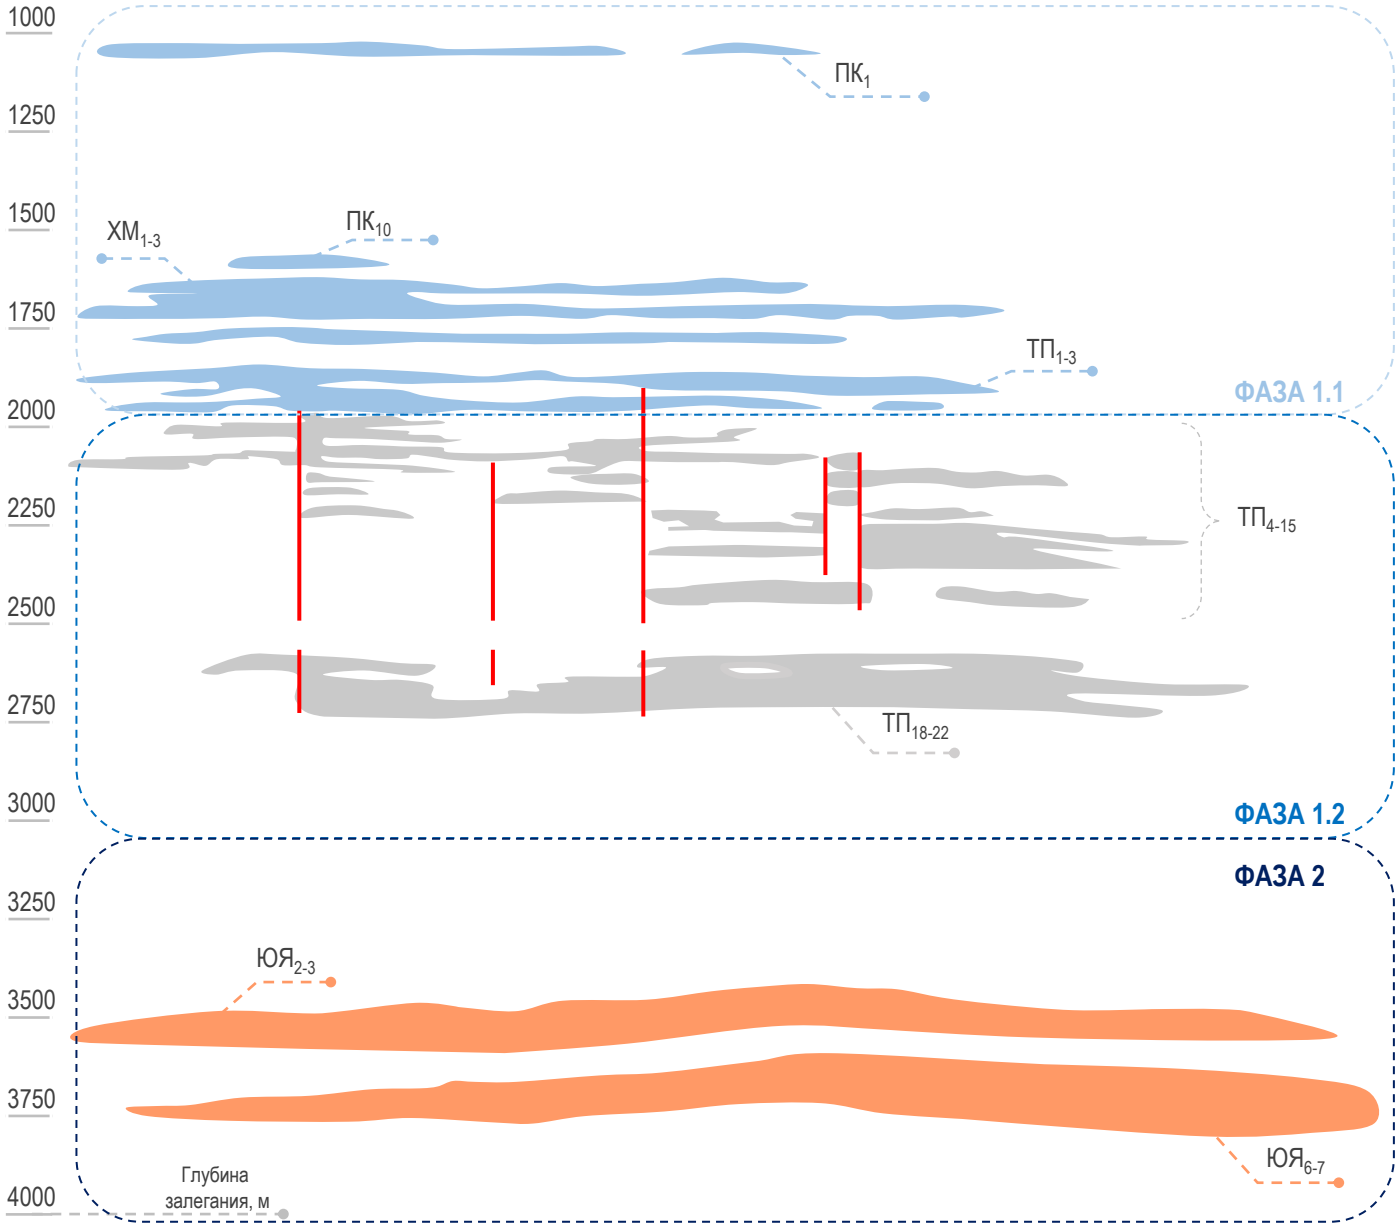 1000
ПК1
1250
1500
ХМ1-3
ПК10
1750
ТП1-3
ФАЗА 1.1
2000
2250
ТП4-15
2500
2750
ТП18-22
3000
ФАЗА 1.2
ФАЗА 2
3250
ЮЯ2-3
3500
3750
ЮЯ6-7
Глубина
залегания, м
4000